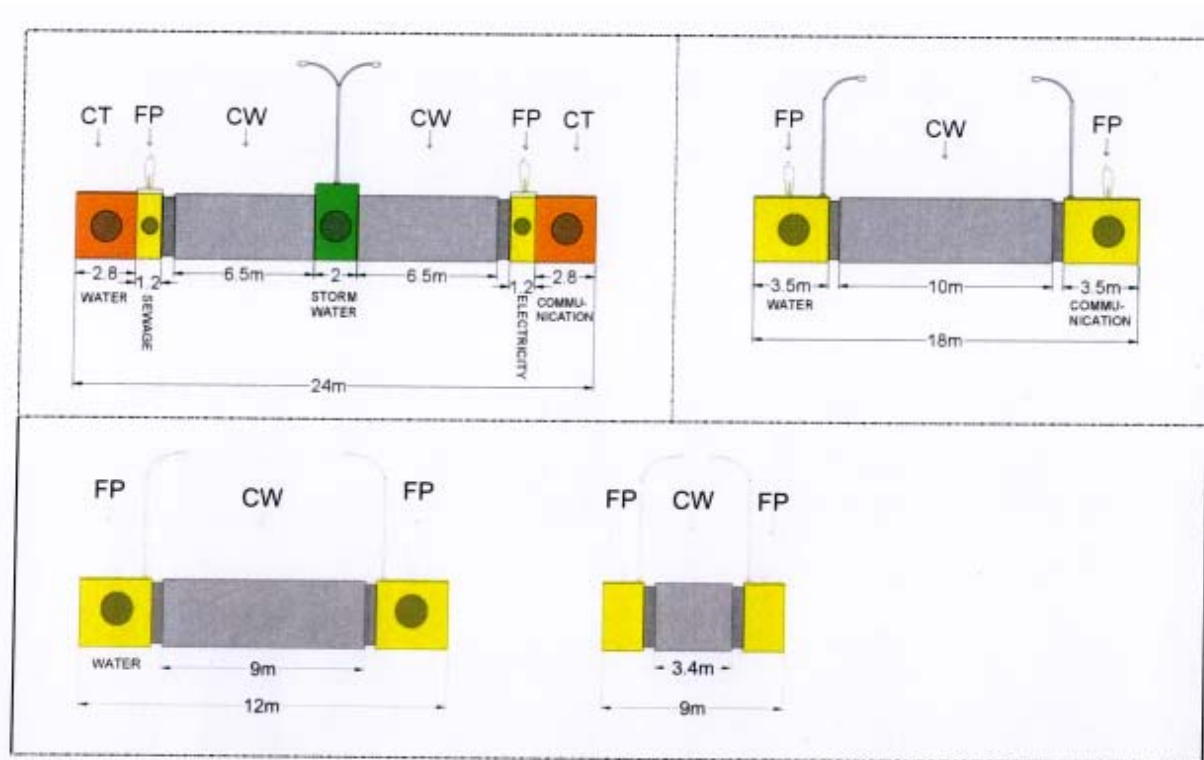 CT FP CW CW FP CT
2.8 1.2 6.5m 2 6.5m 1.2 2.8
WATER
SEWAGE
STORM
WATER
ELECTRICITY
COMMU-
NICATION
24m
FP CW FP
3.5m 10m 3.5m
WATER
COMMU-
NICATION
18m
FP CW FP
WATER
9m
12m
FP CW FP
3.4m
9m